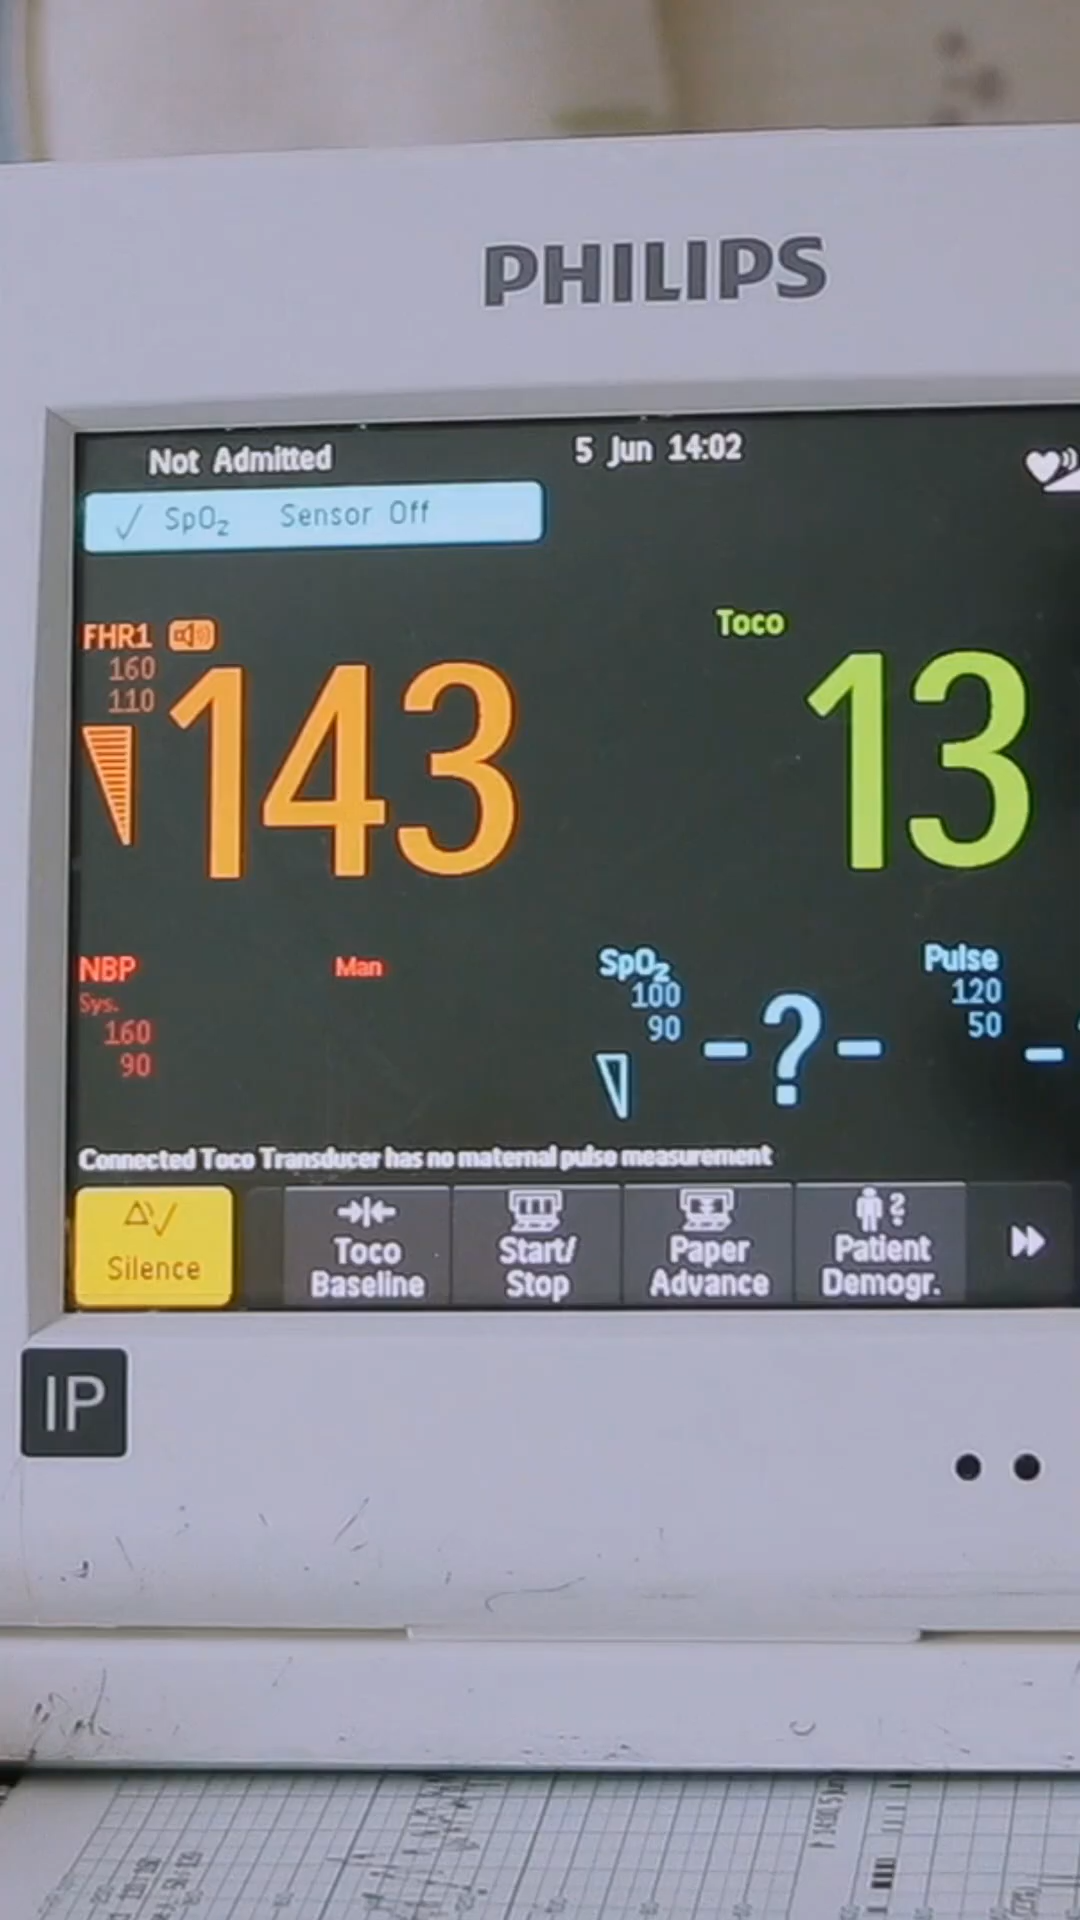 PHILIPS
Not Admitted
5 Jun 14:02
SpO₂ Sensor Off
FHR1
160
110
143
Toco
13
NBP
Man
Sys.
160
90
SpO₂
100
90
-?-
Pulse
120
50
-
Connected Toco Transducer has no maternal pulse measurement
Silence
Toco
Baseline
Start/
Stop
Paper
Advance
?
Patient
Demogr.
IP